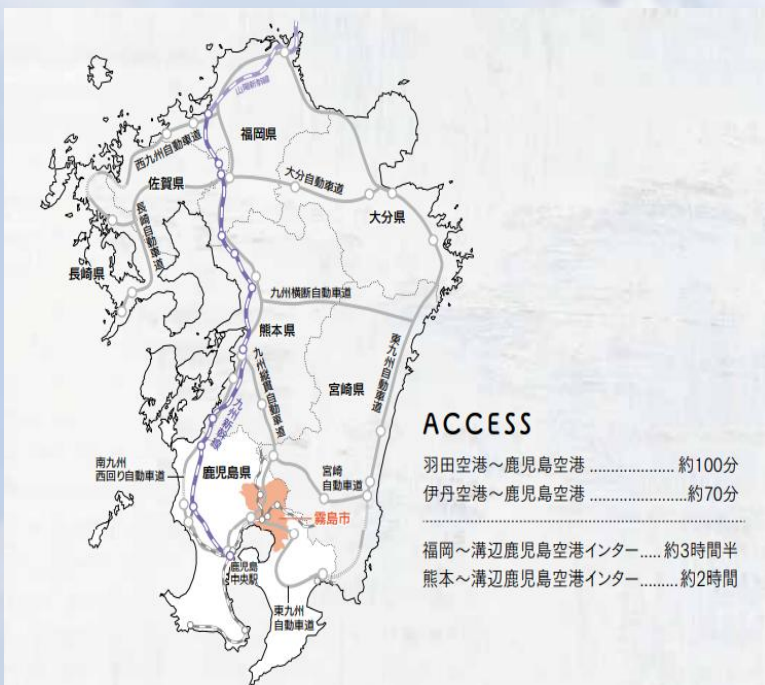 山陽新幹線
福岡県
西九州自動車道
佐賀県
大分自動車道
大分県
長崎自動車道
長崎県
九州横断自動車道
熊本県
東九州自動車道
九州縦貫自動車道
宮崎県
九州新幹線
ACCESS
羽田空港～鹿児島空港 .................... 約100分
伊丹空港～鹿児島空港 ....................... 約70分
福岡～溝辺鹿児島空港インター ..... 約3時間半
熊本～溝辺鹿児島空港インター ......... 約2時間
南九州
西回り自動車道
鹿児島県
宮崎
自動車道
霧島市
鹿児島
中央駅
東九州
自動車道